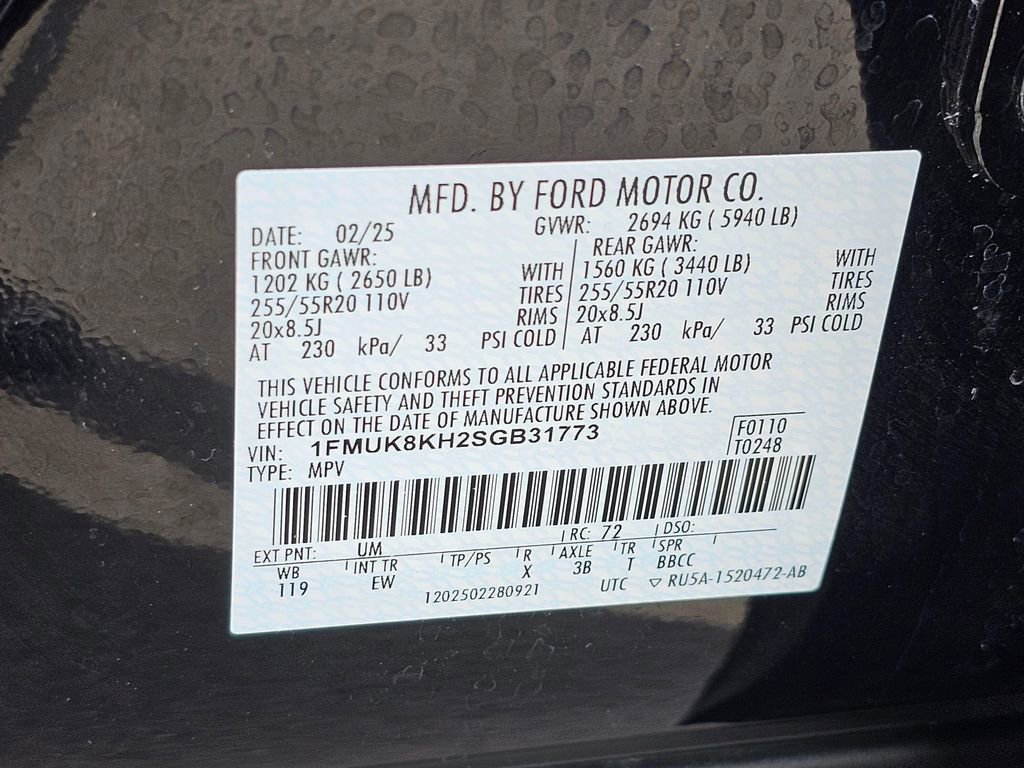 MFD. BY FORD MOTOR CO.
DATE: 02/25 GVWR: 2694 KG ( 5940 LB)
FRONT GAWR: REAR GAWR:
1202 KG ( 2650 LB) WITH 1560 KG ( 3440 LB) WITH
255/55R20 110V TIRES 255/55R20 110V TIRES
20x8.5J RIMS 20x8.5J RIMS
AT 230 kPa/ 33 PSI COLD AT 230 kPa/ 33 PSI COLD
THIS VEHICLE CONFORMS TO ALL APPLICABLE FEDERAL MOTOR
VEHICLE SAFETY AND THEFT PREVENTION STANDARDS IN
EFFECT ON THE DATE OF MANUFACTURE SHOWN ABOVE.
VIN: 1FMUK8KH2SGB31773 F0110
TYPE: MPV T0248
EXT PNT: UM RC: 72 DSO:
WB INT TR TP/PS R AXLE TR SPR
119 EW X 3B T BBCC
1202502280921 UTC ▽ RU5A-1520472-AB